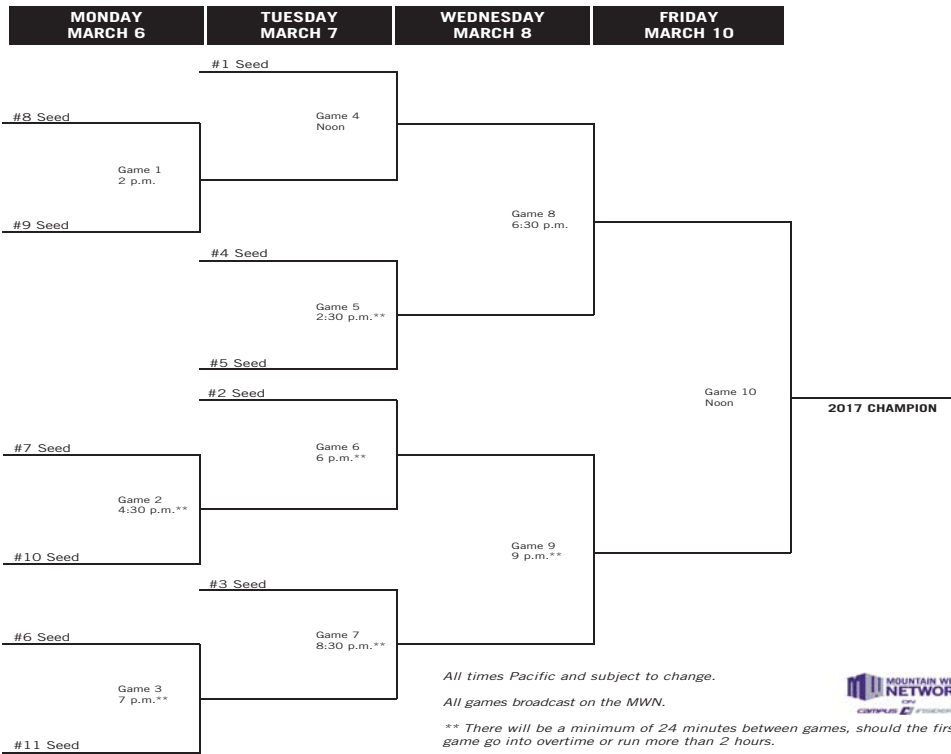 MONDAY
MARCH 6
TUESDAY
MARCH 7
WEDNESDAY
MARCH 8
FRIDAY
MARCH 10
#8 Seed
Game 1
2 p.m.
#9 Seed
#7 Seed
Game 2
4:30 p.m.**
#10 Seed
#6 Seed
Game 3
7 p.m.**
#11 Seed
#1 Seed
Game 4
Noon
#4 Seed
Game 5
2:30 p.m.**
#5 Seed
#2 Seed
Game 6
6 p.m.**
#3 Seed
Game 7
8:30 p.m.**
Game 8
6:30 p.m.
Game 9
9 p.m.**
Game 10
Noon
2017 CHAMPION
All times Pacific and subject to change.
All games broadcast on the MWN.
** There will be a minimum of 24 minutes between games, should the firs
game go into overtime or run more than 2 hours.
MOUNTAIN WE
NETWOR
ON
CAMPUS